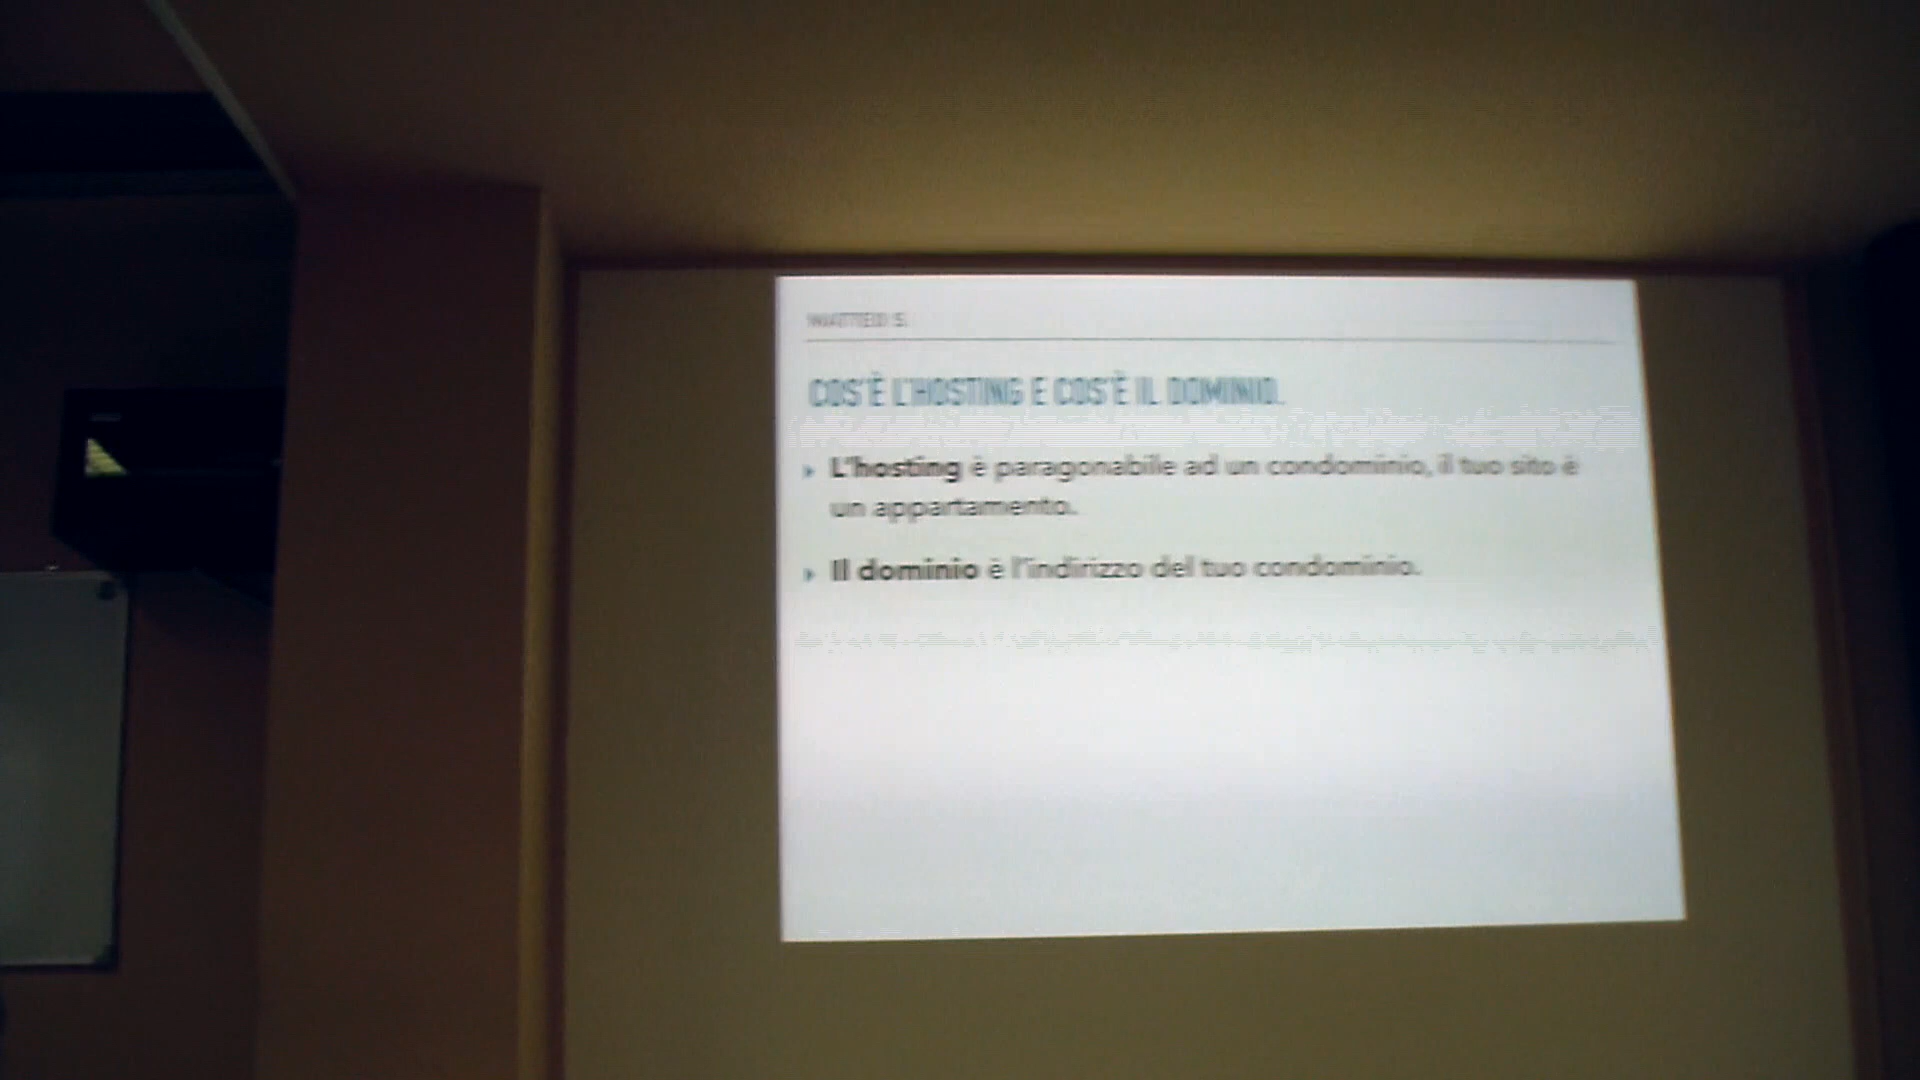 MATTEO S.
COS'È L'HOSTING E COS'È IL DOMINIO.
L'hosting è paragonabile ad un condominio, il tuo sito è
un appartamento.
Il dominio è l'indirizzo del tuo condominio.